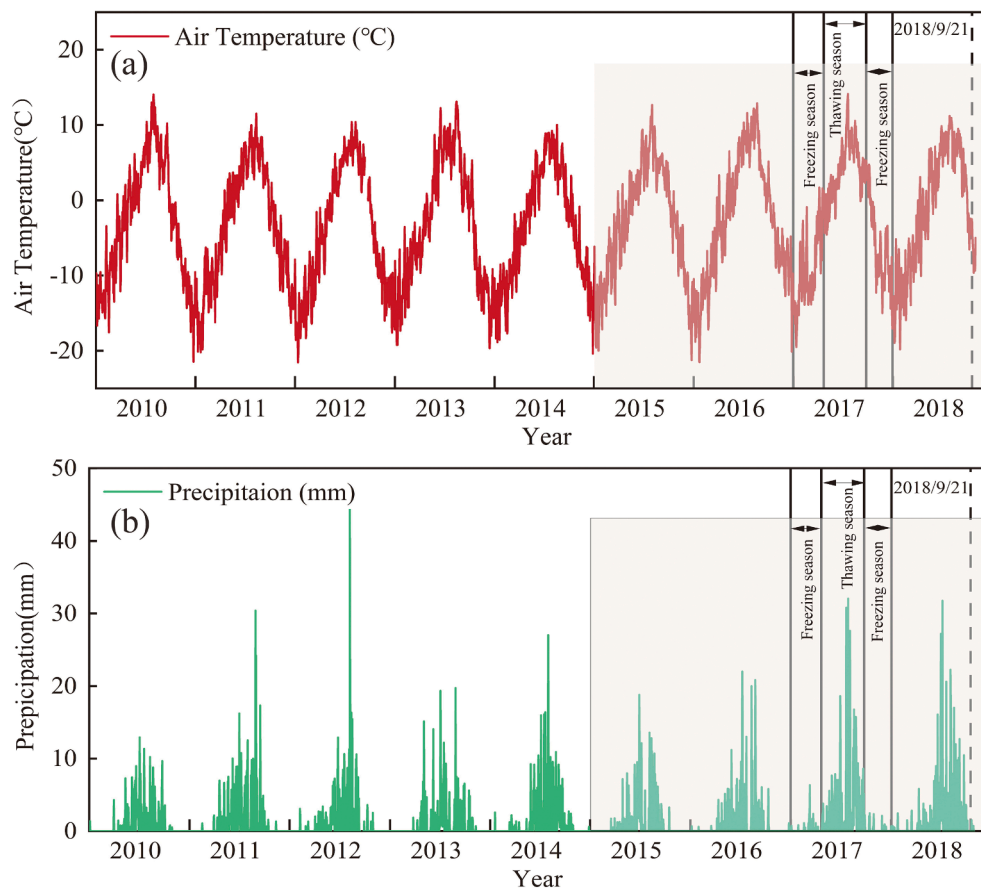 Air Temperature (℃)
(a)
2018/9/21
Freezing season
Thawing season
Freezing season
20
10
0
-10
-20
Air Temperature(℃)
2010 2011 2012 2013 2014 2015 2016 2017 2018
Year
Precipitaion (mm)
(b)
2018/9/21
Freezing season
Thawing season
Freezing season
50
40
30
20
10
0
Prepicipation(mm)
2010 2011 2012 2013 2014 2015 2016 2017 2018
Year